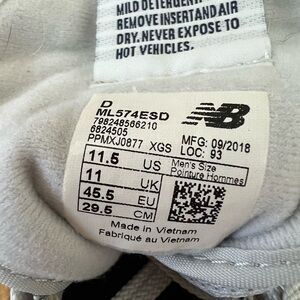 MILD DETERGENT
REMOVE INSERT AND AIR
DRY. NEVER EXPOSE TO
HOT VEHICLES.
D
ML574ESD
798248566210
6824505
PPMXJ0877 XGS
MFG: 09/2018
LOC: 93
NB
11.5 US
11 UK
45.5 EU
29.5 CM
Men's Size
Pointure Hommes
Made in Vietnam
Fabriqué au Vietnam